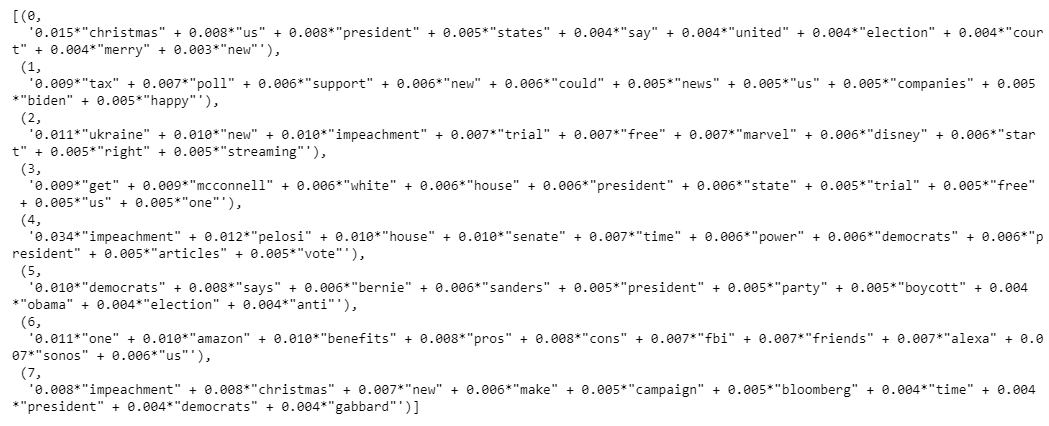 [(0,
'0.015*"christmas" + 0.008*"us" + 0.008*"president" + 0.005*"states" + 0.004*"say" + 0.004*"united" + 0.004*"election" + 0.004*"cour
t" + 0.004*"merry" + 0.003*"new"'),
(1,
'0.009*"tax" + 0.007*"poll" + 0.006*"support" + 0.006*"new" + 0.006*"could" + 0.005*"news" + 0.005*"us" + 0.005*"companies" + 0.005
*"biden" + 0.005*"happy"'),
(2,
'0.011*"ukraine" + 0.010*"new" + 0.010*"impeachment" + 0.007*"trial" + 0.007*"free" + 0.007*"marvel" + 0.006*"disney" + 0.006*"star
t" + 0.005*"right" + 0.005*"streaming"'),
(3,
'0.009*"get" + 0.009*"mcconnell" + 0.006*"white" + 0.006*"house" + 0.006*"president" + 0.006*"state" + 0.005*"trial" + 0.005*"free"
+ 0.005*"us" + 0.005*"one"'),
(4,
'0.034*"impeachment" + 0.012*"pelosi" + 0.010*"house" + 0.010*"senate" + 0.007*"time" + 0.006*"power" + 0.006*"democrats" + 0.006*"p
resident" + 0.005*"articles" + 0.005*"vote"'),
(5,
'0.010*"democrats" + 0.008*"says" + 0.006*"bernie" + 0.006*"sanders" + 0.005*"president" + 0.005*"party" + 0.005*"boycott" + 0.004
*"obama" + 0.004*"election" + 0.004*"anti"'),
(6,
'0.011*"one" + 0.010*"amazon" + 0.010*"benefits" + 0.008*"pros" + 0.008*"cons" + 0.007*"fbi" + 0.007*"friends" + 0.007*"alexa" + 0.0
07*"sonos" + 0.006*"us"'),
(7,
'0.008*"impeachment" + 0.008*"christmas" + 0.007*"new" + 0.006*"make" + 0.005*"campaign" + 0.005*"bloomberg" + 0.004*"time" + 0.004
*"president" + 0.004*"democrats" + 0.004*"gabbard"')]